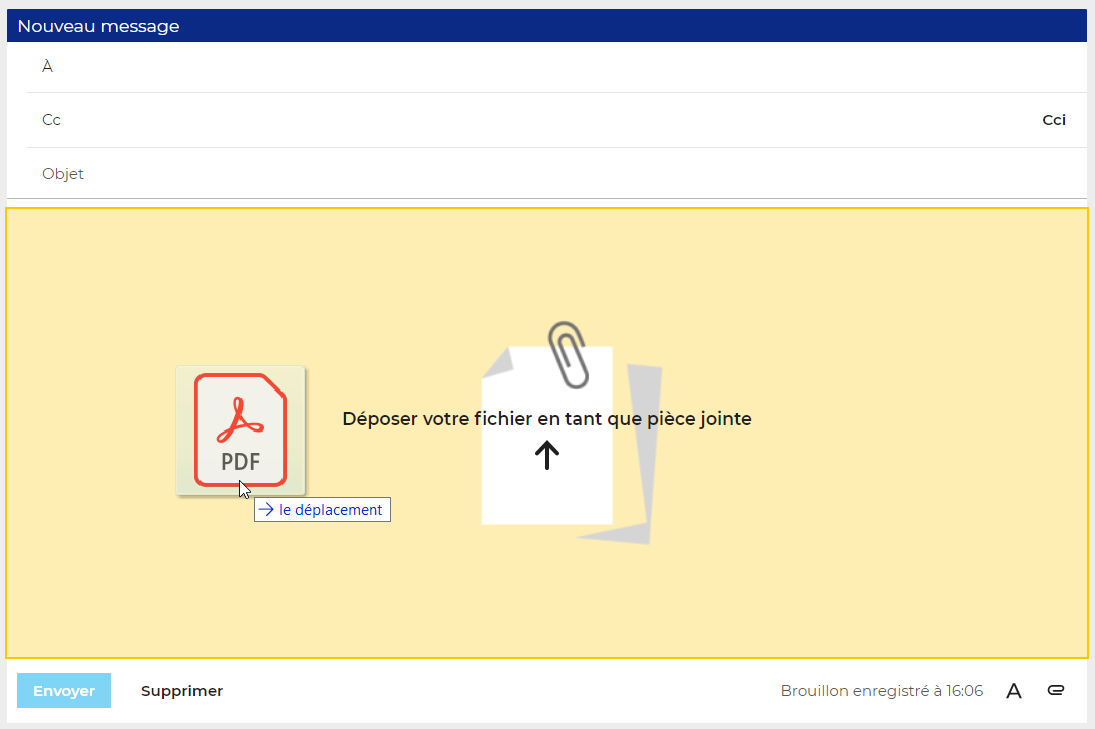 Nouveau message
À
Cc
Cci
Objet
Déposer votre fichier en tant que pièce jointe
PDF
le déplacement
Envoyer
Supprimer
Brouillon enregistré à 16:06
A